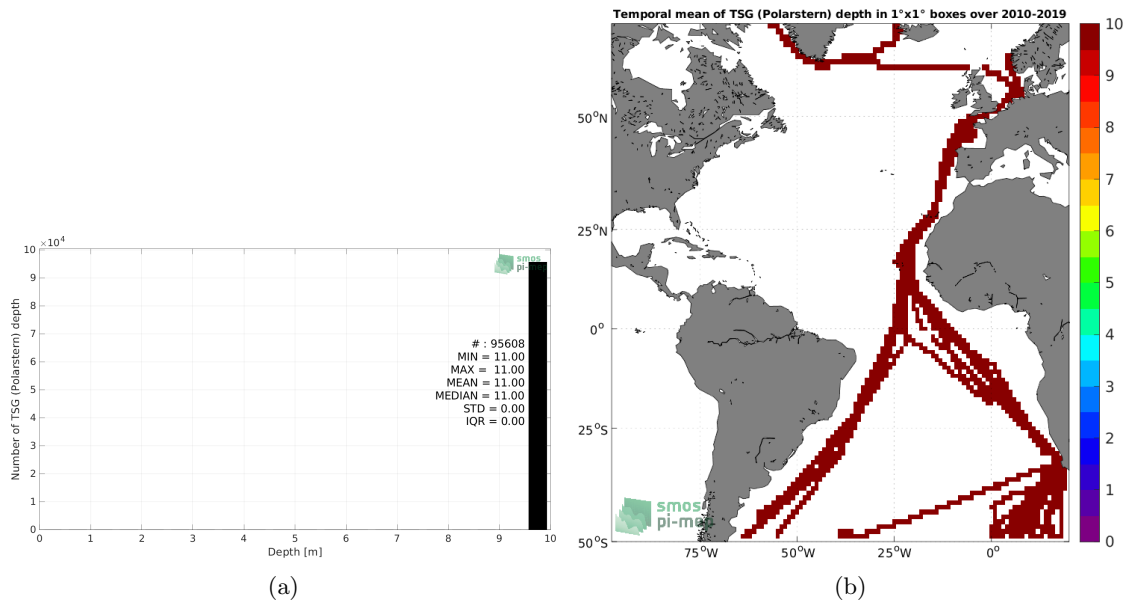 ×10⁴
10
9
8
7
6
5
4
3
2
1
0
Number of TSG (Polarstern) depth
smos
pi-mep
# : 95608
MIN = 11.00
MAX = 11.00
MEAN = 11.00
MEDIAN = 11.00
STD = 0.00
IQR = 0.00
0 1 2 3 4 5 6 7 8 9 10
Depth [m]
(a)
Temporal mean of TSG (Polarstern) depth in 1°x1° boxes over 2010-2019
50°N
25°N
0°
25°S
50°S
75°W 50°W 25°W 0°
smos
pi-mep
10
9
8
7
6
5
4
3
2
1
0
(b)